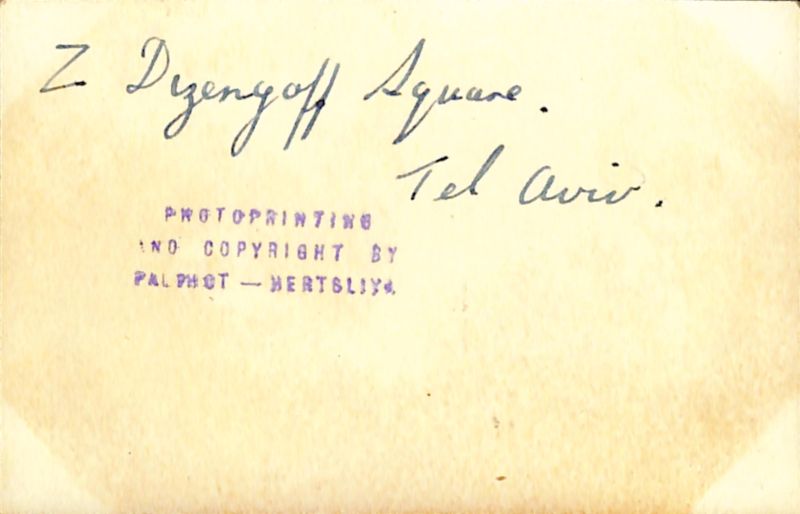 Z Dizengoff Square.
Tel Aviv.
PHOTOPRINTING
AND COPYRIGHT BY
PALPHOT — HERTSLIYA